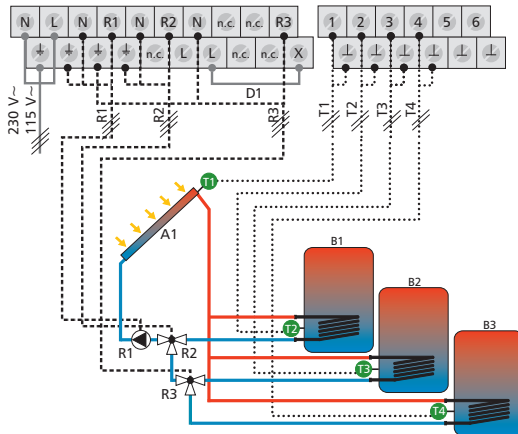 N L N R1 N R2 N n.c. n.c. R3
1 2 3 4 5 6
n.c. L L n.c. n.c. X
D1
230 V~
115 V~
R1
R2
R3
T1
T2
T3
T4
T1
A1
B1
B2
B3
T2
T3
T4
R1
R2
R3